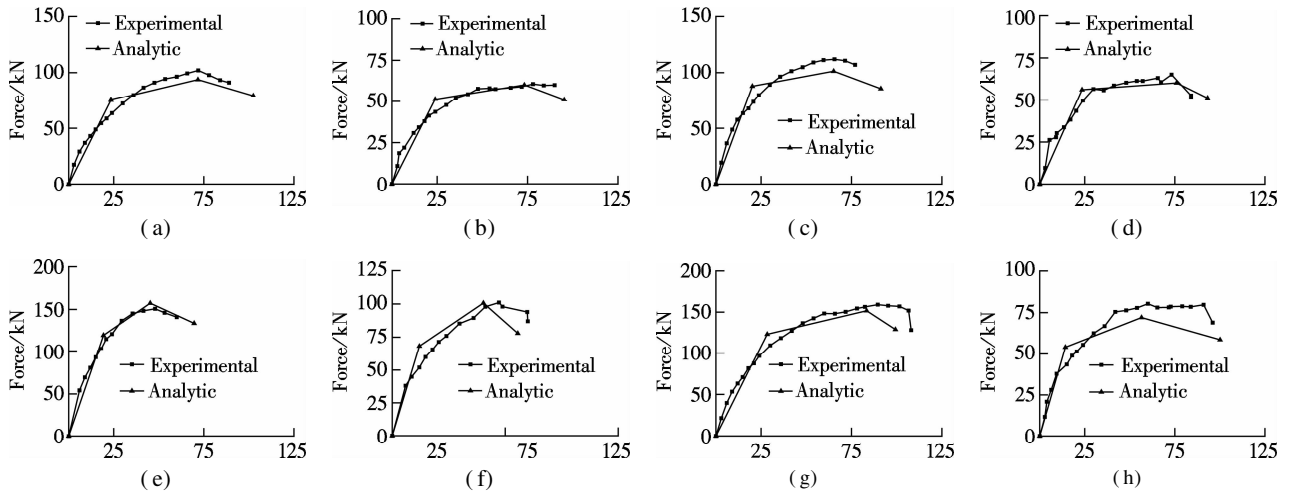 150
100
50
0
Force/kN
Experimental
Analytic
25 75 125
(a)
100
75
50
25
0
Force/kN
Experimental
Analytic
25 75 125
(b)
150
100
50
0
Force/kN
Experimental
Analytic
25 75 125
(c)
100
75
50
25
0
Force/kN
Experimental
Analytic
25 75 125
(d)
200
150
100
50
0
Force/kN
Experimental
Analytic
25 75 125
(e)
125
100
75
50
25
0
Force/kN
Experimental
Analytic
25 75 125
(f)
200
150
100
50
0
Force/kN
Experimental
Analytic
25 75 125
(g)
100
75
50
25
0
Force/kN
Experimental
Analytic
25 75 125
(h)